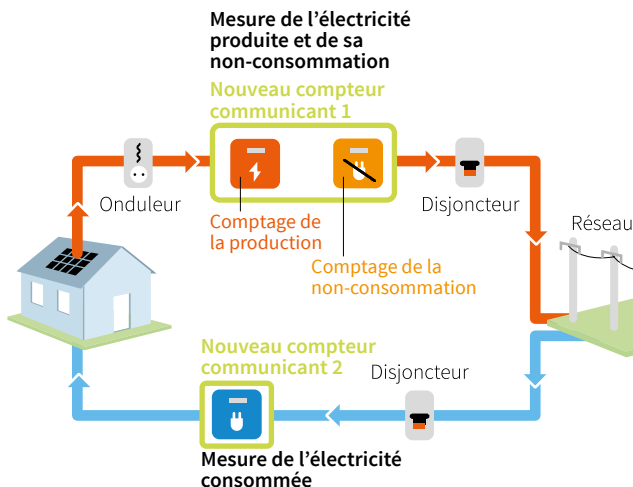 Mesure de l’électricité
produite et de sa
non-consommation
Nouveau compteur
communicant 1
Onduleur
Disjoncteur
Comptage de
la production
Réseau
Comptage de la
non-consommation
Nouveau compteur
communicant 2
Disjoncteur
Mesure de l’électricité
consommée